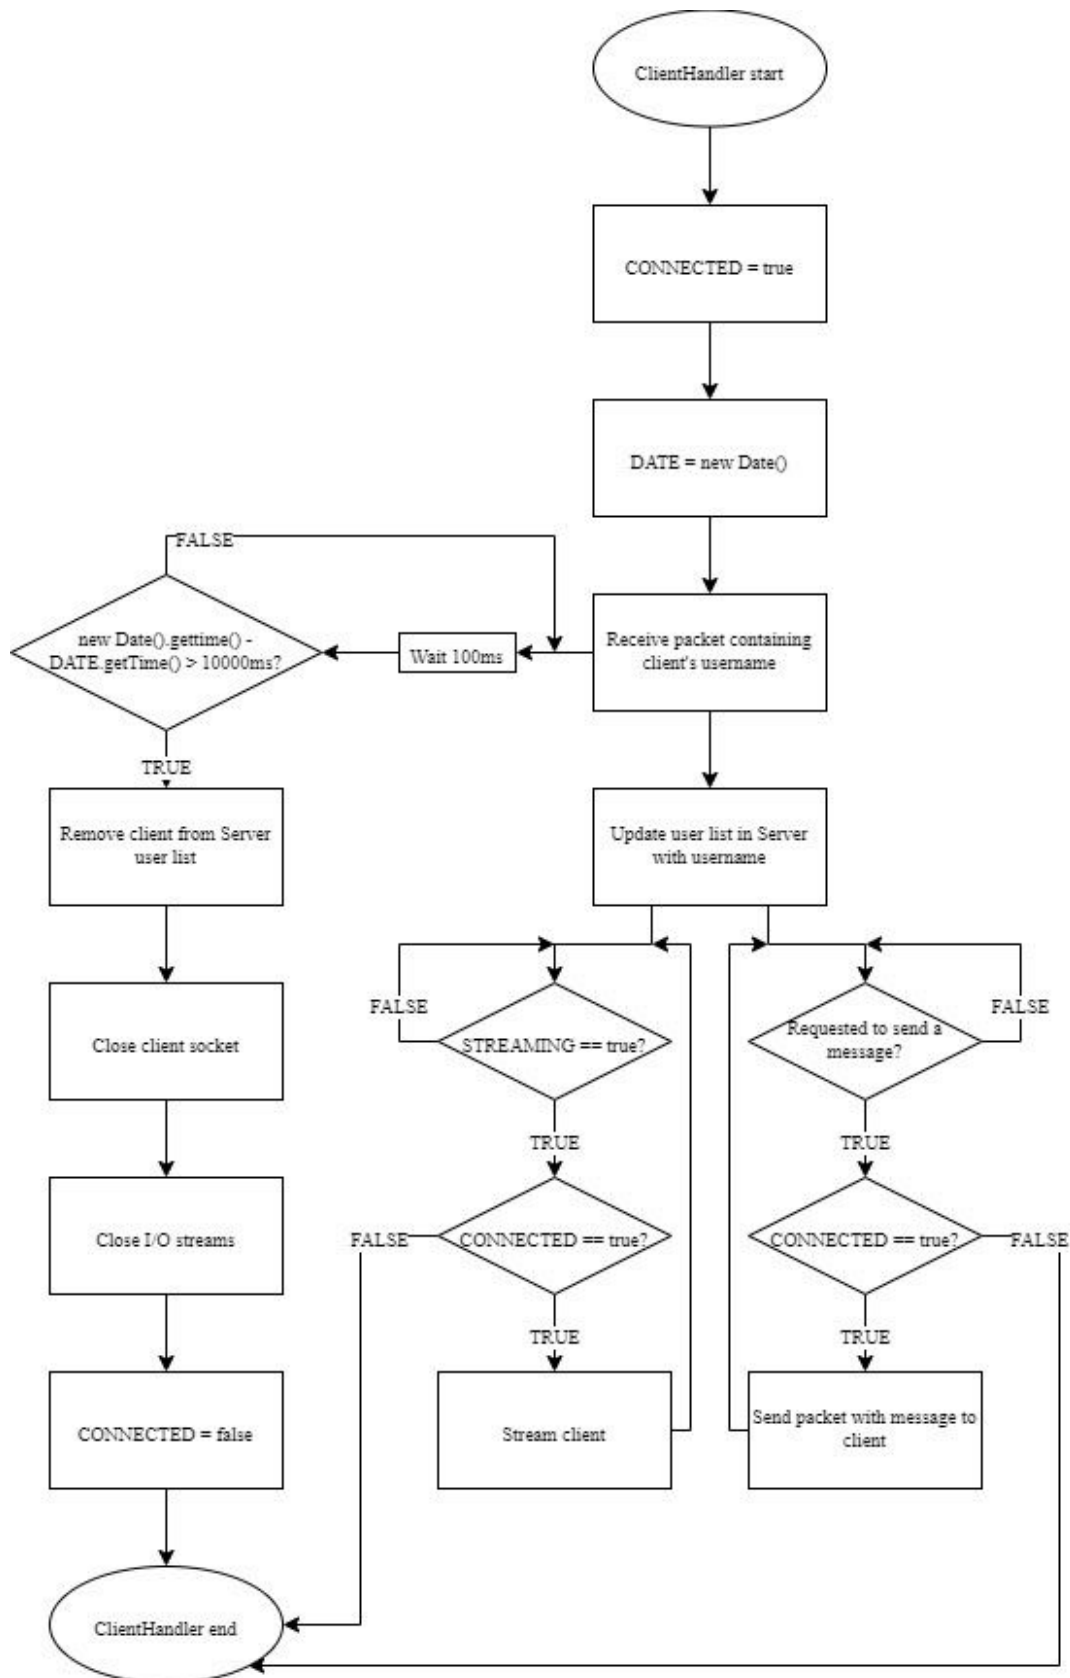 ClientHandler start
CONNECTED = true
DATE = new Date()
FALSE
new Date().gettime() -
DATE.getTime() > 10000ms?
Wait 100ms
Receive packet containing
client's username
TRUE
Remove client from Server
user list
Update user list in Server
with username
FALSE
STREAMING == true?
Requested to send a
message?
FALSE
Close client socket
TRUE
TRUE
Close I/O streams
FALSE
CONNECTED == true?
CONNECTED == true?
FALSE
TRUE
TRUE
CONNECTED = false
Stream client
Send packet with message to
client
ClientHandler end